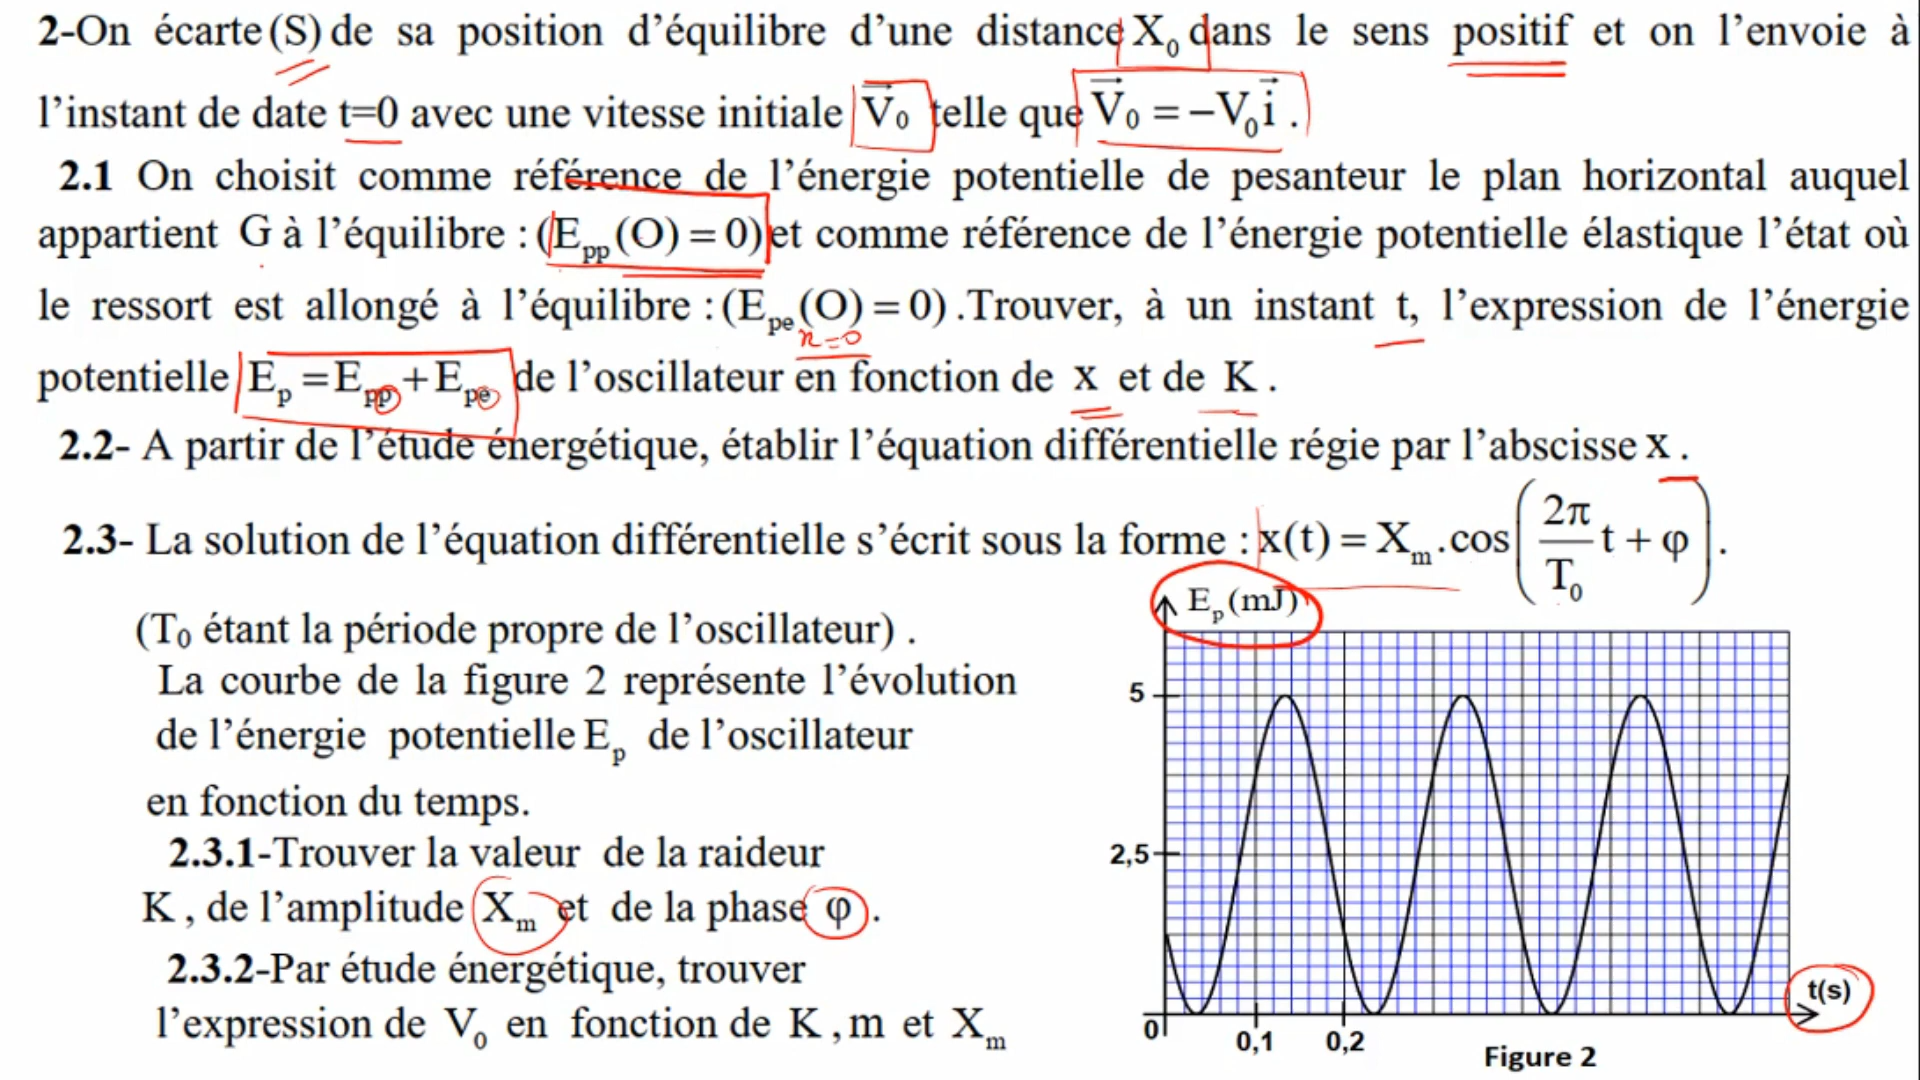 2-On écarte (S) de sa position d’équilibre d’une distance X₀ dans le sens positif et on l’envoie à
l’instant de date t=0 avec une vitesse initiale V⃗₀ telle que V⃗₀ = −V₀i⃗ .
2.1 On choisit comme référence de l’énergie potentielle de pesanteur le plan horizontal auquel
appartient G à l’équilibre : (Epp (O) = 0) et comme référence de l’énergie potentielle élastique l’état où
le ressort est allongé à l’équilibre : (Epe (O) = 0) .Trouver, à un instant t, l’expression de l’énergie
x=0
potentielle Ep = Epp + Epe de l’oscillateur en fonction de x et de K .
2.2- A partir de l’étude énergétique, établir l’équation différentielle régie par l’abscisse x .
2.3- La solution de l’équation différentielle s’écrit sous la forme : x(t) = Xm.cos(2π/T₀ t + φ) .
(T₀ étant la période propre de l’oscillateur) .
La courbe de la figure 2 représente l’évolution
de l’énergie potentielle Ep de l’oscillateur
en fonction du temps.
2.3.1-Trouver la valeur de la raideur
K , de l’amplitude Xm et de la phase φ .
2.3.2-Par étude énergétique, trouver
l’expression de V₀ en fonction de K , m et Xm
Ep (mJ)
5
2,5
0
0,1
0,2
t(s)
Figure 2